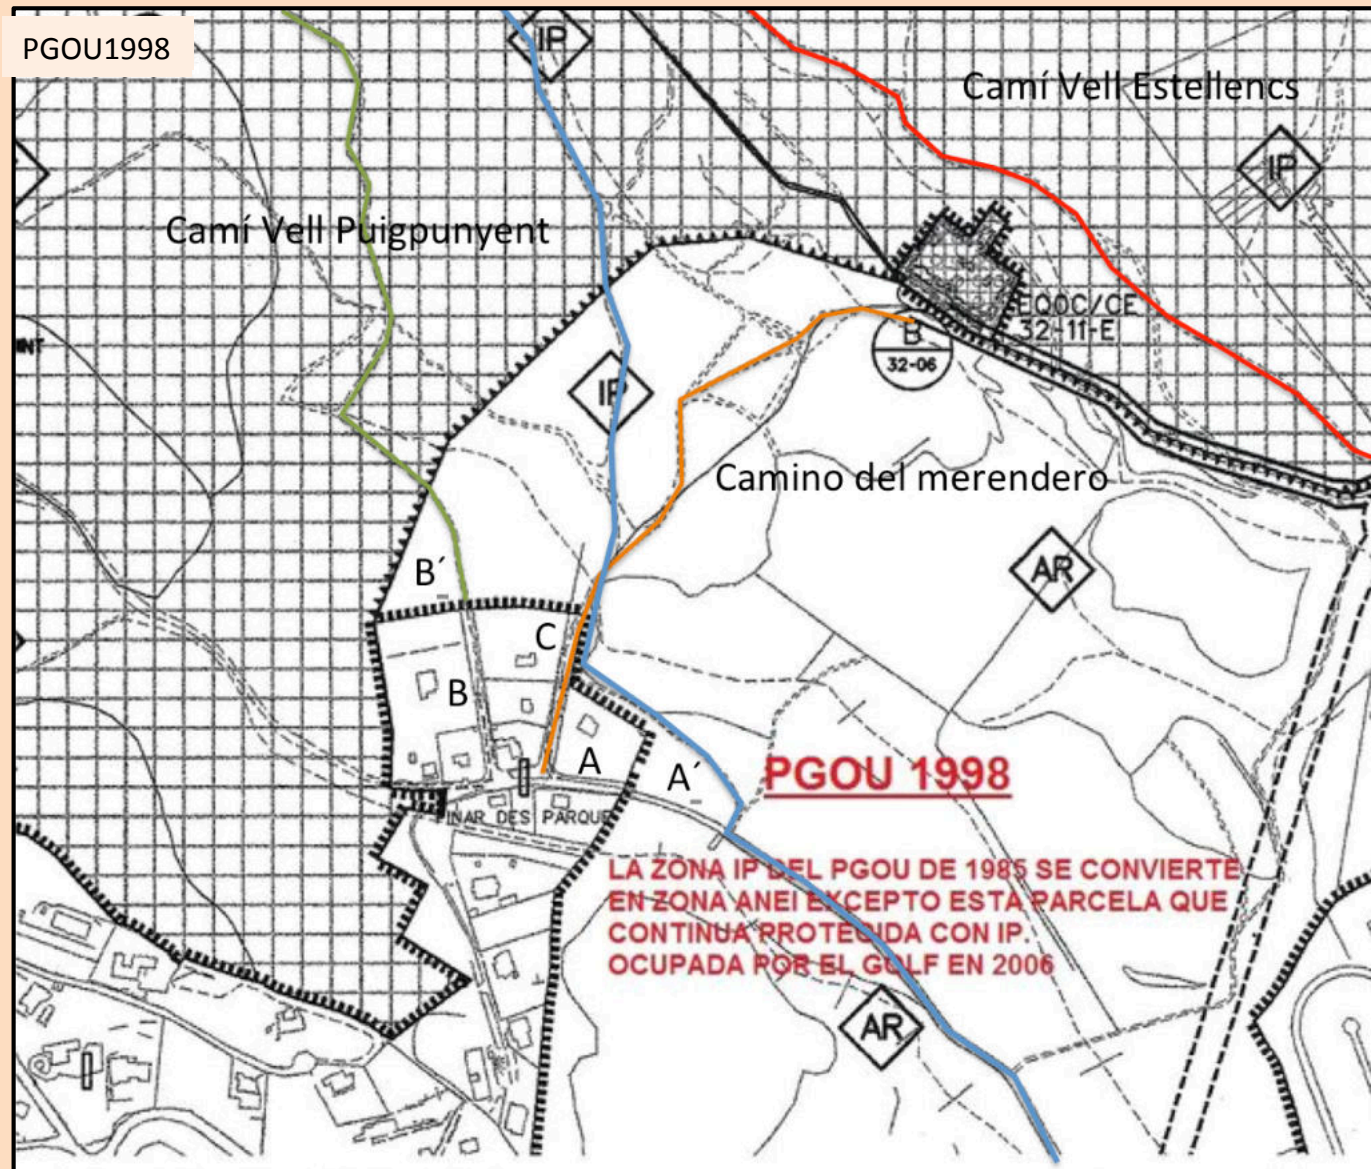 PGOU1998
IP
Camí Vell Estellencs
IP
Camí Vell Puigpunyent
EQ0C/CE
32-11-E
B
32-06
IP
Camino del merendero
AR
B´
C
B
A
A´
PGOU 1998
PINAR DES PARQUE
LA ZONA IP DEL PGOU DE 1985 SE CONVIERTE
EN ZONA ANEI EXCEPTO ESTA PARCELA QUE
CONTINUA PROTEGIDA CON IP.
OCUPADA POR EL GOLF EN 2006
AR